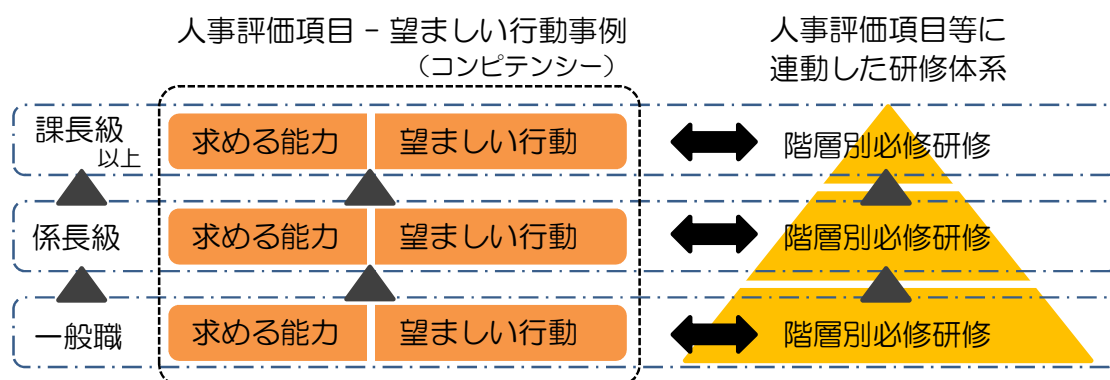 人事評価項目 － 望ましい行動事例
（コンピテンシー）
人事評価項目等に
連動した研修体系
課長級
以上
求める能力 望ましい行動
階層別必修研修
係長級
求める能力 望ましい行動
階層別必修研修
一般職
求める能力 望ましい行動
階層別必修研修